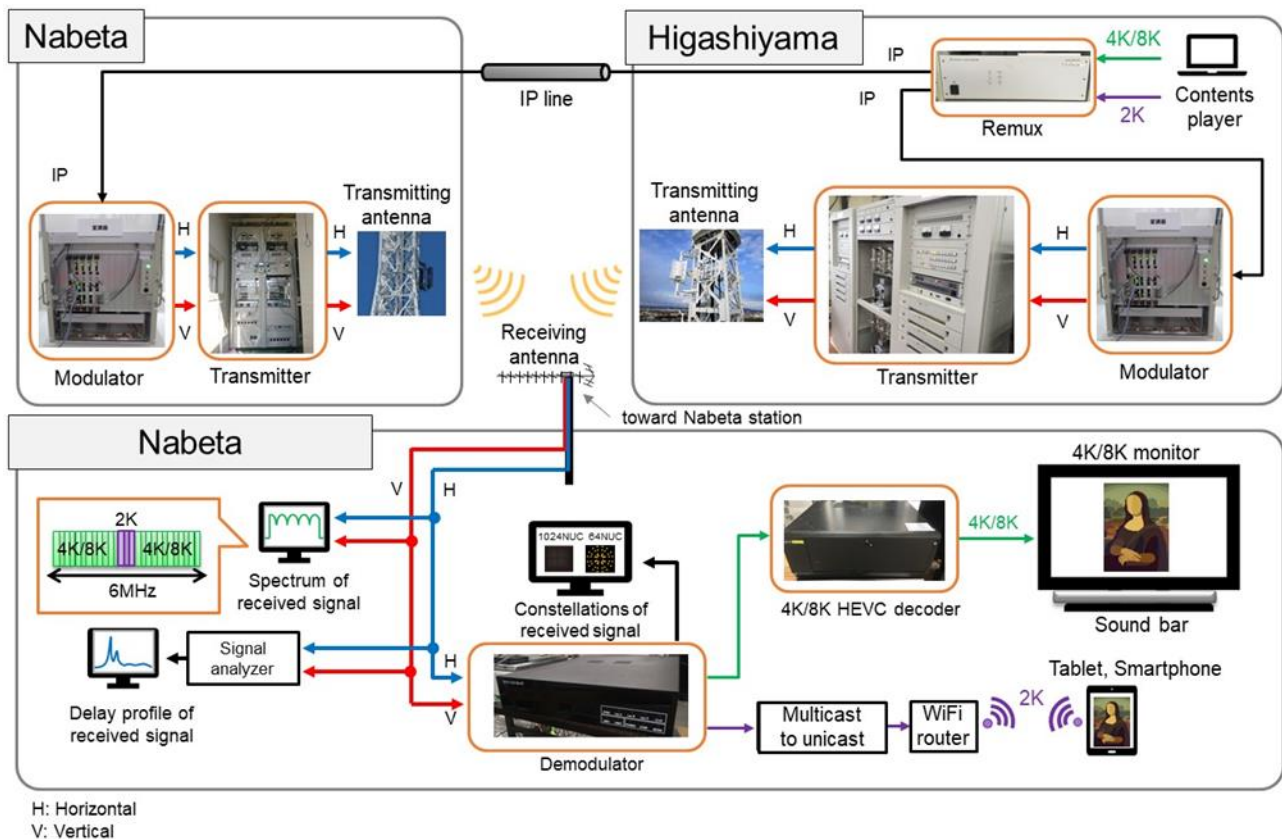 Nabeta
Higashiyama
IP
IP line
IP
4K/8K
2K
Remux
Contents
player
IP
H
V
Modulator
H
V
Transmitter
Transmitting
antenna
Transmitting
antenna
H
V
Transmitter
H
V
Modulator
Receiving
antenna
toward Nabeta station
Nabeta
V
H
2K
4K/8K
4K/8K
6MHz
Spectrum of
received signal
1024NUC
64NUC
Constellations of
received signal
Signal
analyzer
Delay profile of
received signal
H
V
Demodulator
4K/8K HEVC decoder
4K/8K
4K/8K monitor
Sound bar
Multicast
to unicast
WiFi
router
2K
Tablet, Smartphone
H: Horizontal
V: Vertical